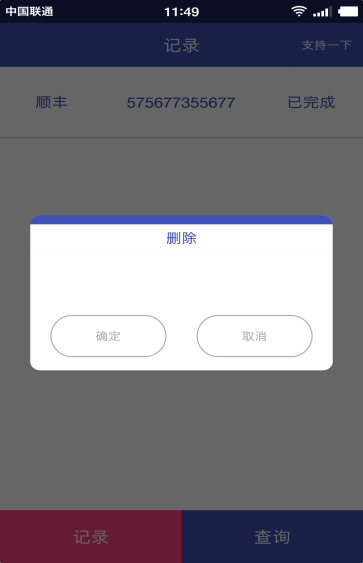 中国联通 11:49
记录 支持一下
顺丰 575677355677 已完成
删除
确定 取消
记录 查询